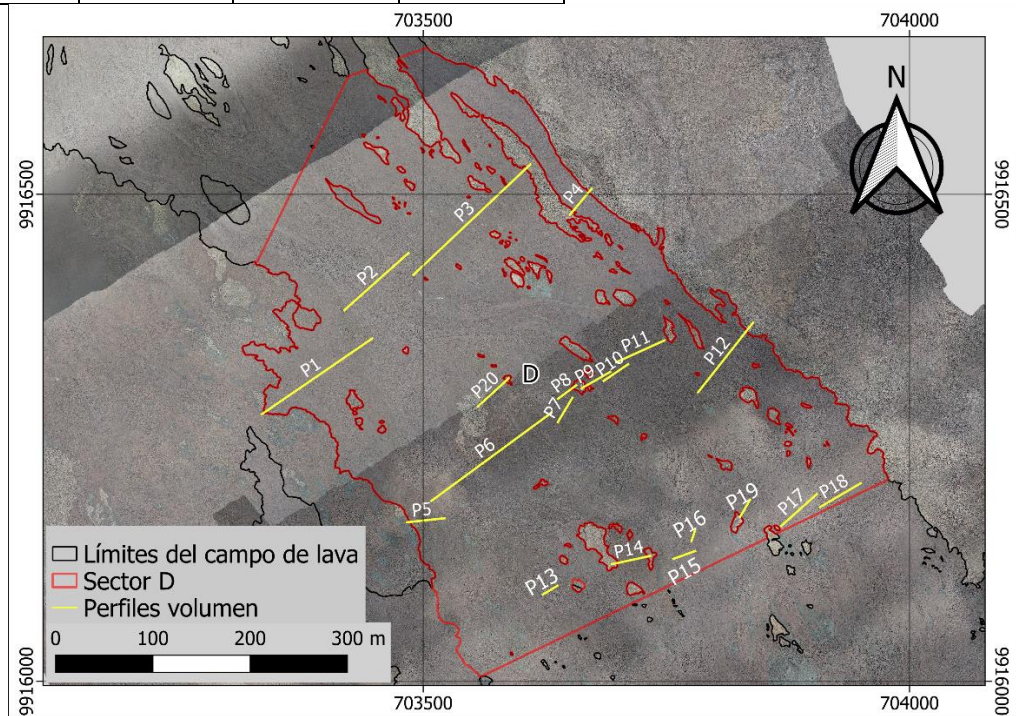 703500 704000
N
9916500 9916500
P4
P3
P2
P1
P11
P10
P12
P9
P8
D
P20
P7
P6
P5
P19
P18
P17
P16
P14
P15
P13
Límites del campo de lava
Sector D
Perfiles volumen
0 100 200 300 m
9916000 9916000
703500 704000